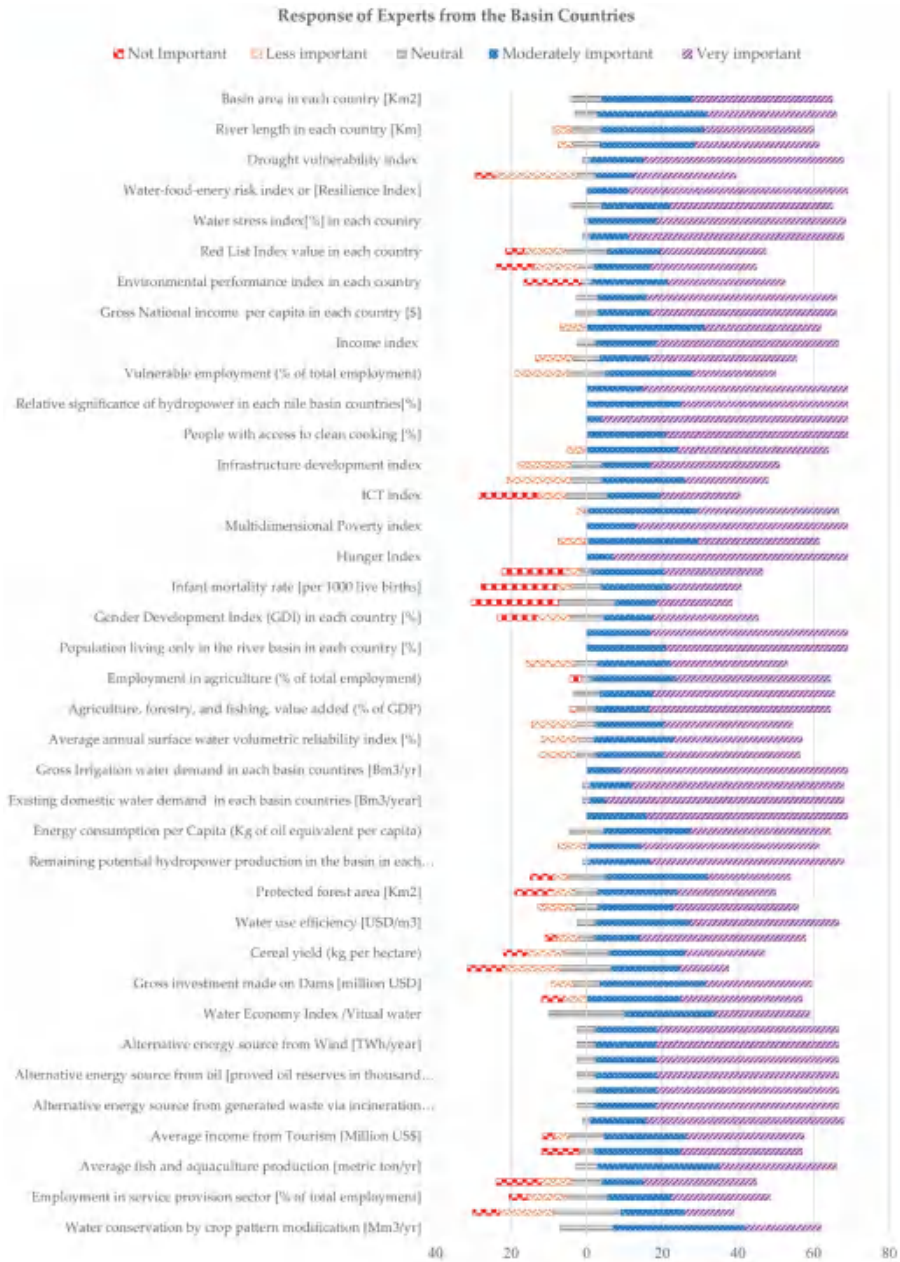 Response of Experts from the Basin Countries
Not Important Less important Neutral Moderately important Very important
Basin area in each country [Km2]
River length in each country [Km]
Drought vulnerability index
Water-food-enery risk index or [Resilience Index]
Water stress index[%] in each country
Red List Index value in each country
Environmental performance index in each country
Gross National income per capita in each country [$]
Income index
Vulnerable employment (% of total employment)
Relative significance of hydropower in each nile basin countries[%]
People with access to clean cooking [%]
Infrastructure development index
ICT index
Multidimensional Poverty index
Hunger Index
Infant mortality rate [per 1000 live births]
Gender Development Index (GDI) in each country [%]
Population living only in the river basin in each country [%]
Employment in agriculture (% of total employment)
Agriculture, forestry, and fishing, value added (% of GDP)
Average annual surface water volumetric reliability index [%]
Gross Irrigation water demand in each basin countires [Bm3/yr]
Existing domestic water demand in each basin countries [Bm3/year]
Energy consumption per Capita (Kg of oil equivalent per capita)
Remaining potential hydropower production in the basin in each...
Protected forest area [Km2]
Water use efficiency [USD/m3]
Cereal yield (kg per hectare)
Gross investment made on Dams [million USD]
Water Economy Index /Vitual water
Alternative energy source from Wind [TWh/year]
Alternative energy source from oil [proved oil reserves in thousand...
Alternative energy source from generated waste via incineration...
Average income from Tourism [Million US$]
Average fish and aquaculture production [metric ton/yr]
Employment in service provision sector [% of total employment]
Water conservation by crop pattern modification [Mm3/yr]
40 20 0 20 40 60 80